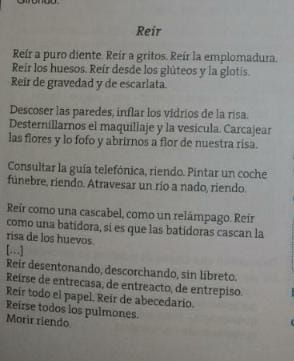 Girondo.
Reír
Reír a puro diente. Reír a gritos. Reír la emplomadura.
Reír los huesos. Reír desde los glúteos y la glotis.
Reír de gravedad y de escarlata.
Descoser las paredes, inflar los vidrios de la risa.
Desternillarnos el maquillaje y la vesícula. Carcajear
las flores y lo fofo y abrirnos a flor de nuestra risa.
Consultar la guía telefónica, riendo. Pintar un coche
fúnebre, riendo. Atravesar un río a nado, riendo.
Reír como una cascabel, como un relámpago. Reír
como una batidora, si es que las batidoras cascan la
risa de los huevos.
[...]
Reír desentonando, descorchando, sin libreto.
Reírse de entrecasa, de entreacto, de entrepiso.
Reír todo el papel. Reír de abecedario.
Reírse todos los pulmones.
Morir riendo.